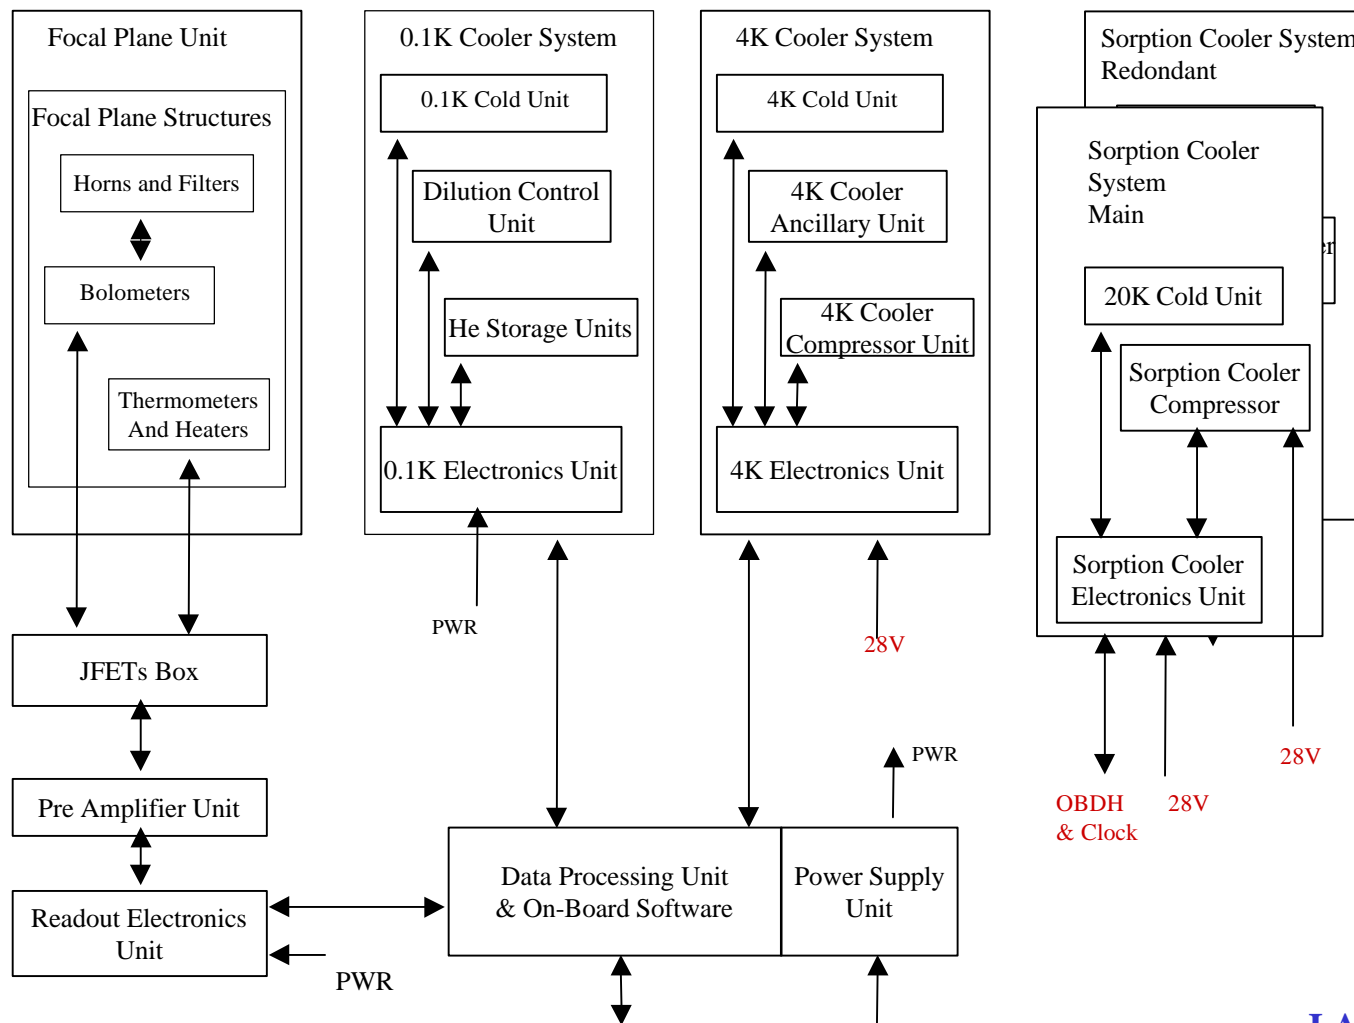 Focal Plane Unit
Focal Plane Structures
Horns and Filters
Bolometers
Thermometers
And Heaters
JFETs Box
Pre Amplifier Unit
Readout Electronics
Unit
PWR
0.1K Cooler System
0.1K Cold Unit
Dilution Control
Unit
He Storage Units
0.1K Electronics Unit
PWR
4K Cooler System
4K Cold Unit
4K Cooler
Ancillary Unit
4K Cooler
Compressor Unit
4K Electronics Unit
28V
PWR
Data Processing Unit
& On-Board Software
Power Supply
Unit
Sorption Cooler System
Redondant
Sorption Cooler
System
Main
er
20K Cold Unit
Sorption Cooler
Compressor
Sorption Cooler
Electronics Unit
OBDH
& Clock
28V
28V